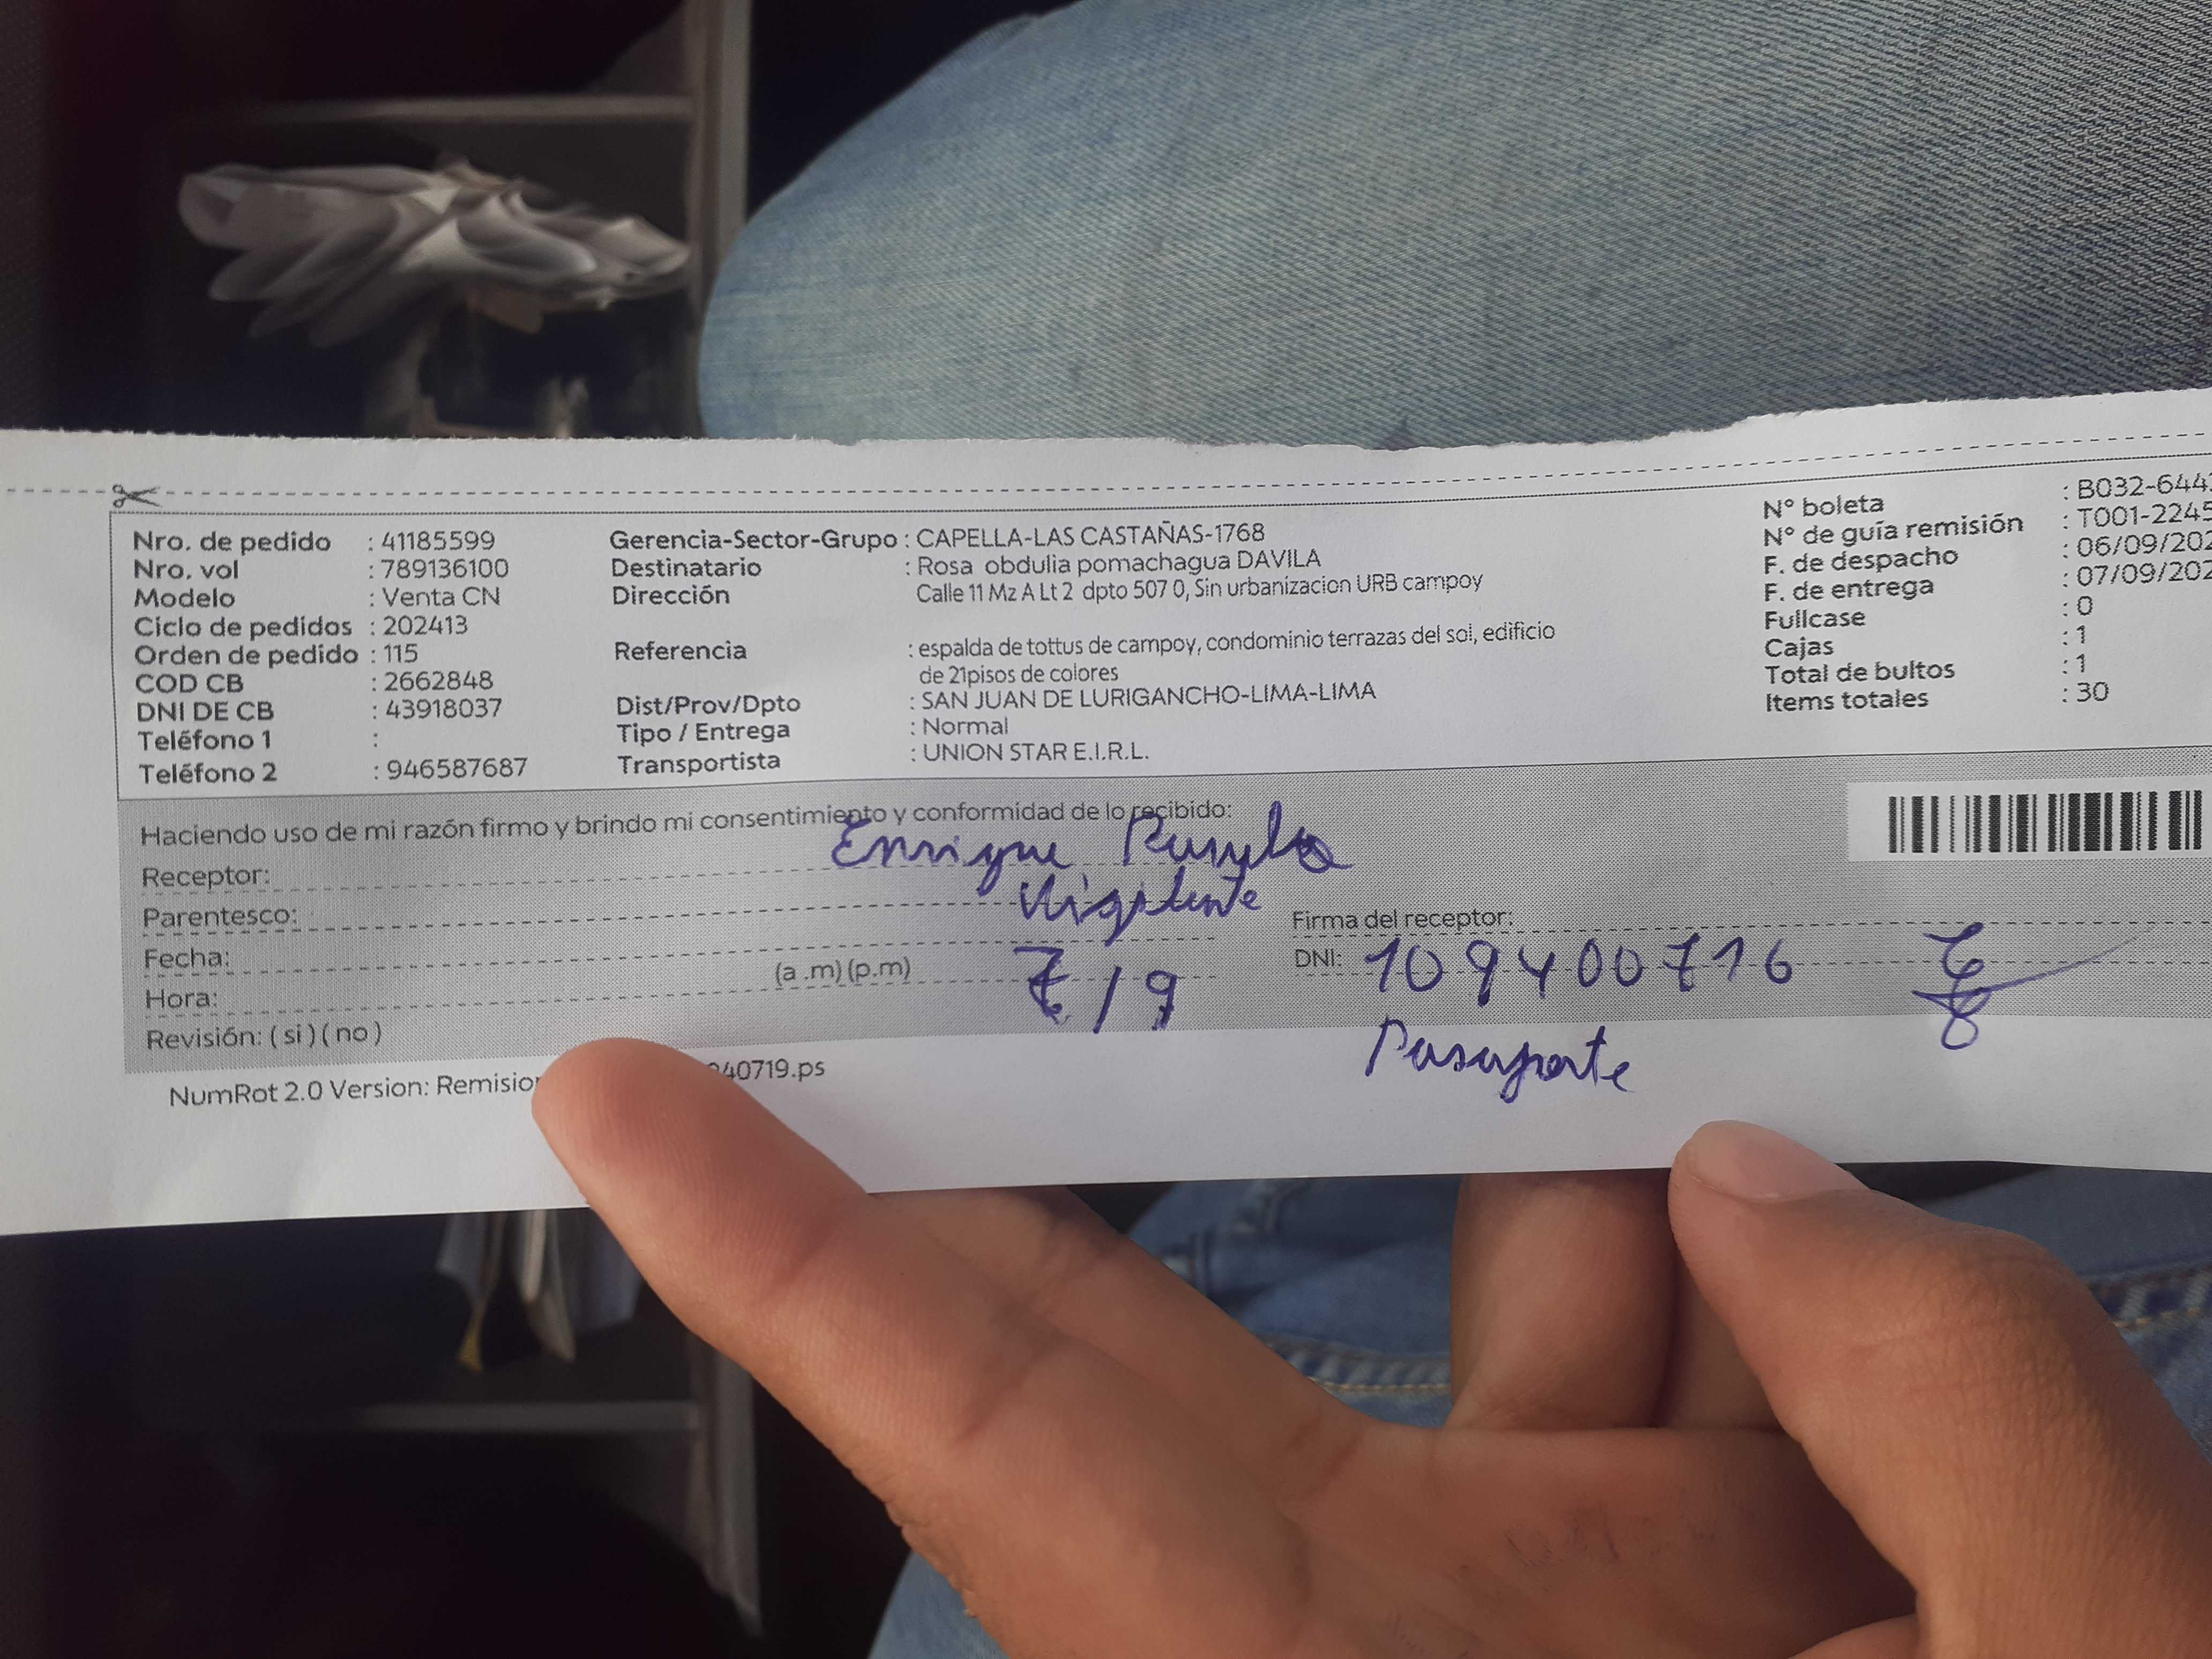 Nro. de pedido : 41185599
Nro. vol : 789136100
Modelo : Venta CN
Ciclo de pedidos : 202413
Orden de pedido : 115
COD CB : 2662848
DNI DE CB : 43918037
Teléfono 1 :
Teléfono 2 : 946587687
Gerencia-Sector-Grupo : CAPELLA-LAS CASTAÑAS-1768
Destinatario : Rosa obdulia pomachagua DAVILA
Dirección Calle 11 Mz A Lt 2 dpto 507 0, Sin urbanizacion URB campoy
Referencia : espalda de tottus de campoy, condominio terrazas del sol, edificio
de 21pisos de colores
Dist/Prov/Dpto : SAN JUAN DE LURIGANCHO-LIMA-LIMA
Tipo / Entrega : Normal
Transportista : UNION STAR E.I.R.L.
N° boleta : B032-644
N° de guía remisión : T001-2245
F. de despacho : 06/09/202
F. de entrega : 07/09/202
Fullcase : 0
Cajas : 1
Total de bultos : 1
Items totales : 30
Haciendo uso de mi razón firmo y brindo mi consentimiento y conformidad de lo recibido:
Receptor: Enrique
Parentesco: Vigilante
Firma del receptor:
Fecha: 7/9
DNI: 109400716
Hora: (a .m) (p.m)
Pasaporte
Revisión: ( si ) ( no )
NumRot 2.0 Version: Remision 40719.ps